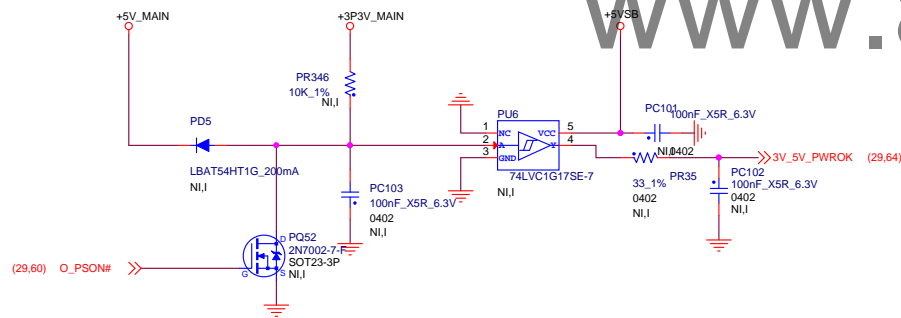 www.a
+5V_MAIN
+3P3V_MAIN
+5VSB
PR346
10K_1%
NI,I
PD5
LBAT54HT1G_200mA
NI,I
PU6
1 NC VCC 5
2 A Y 4
3 GND
74LVC1G17SE-7
NI,I
PC101
100nF_X5R_6.3V
NI,I
0402
33_1% PR35
0402
NI,I
3V_5V_PWROK (29,64)
PC102
100nF_X5R_6.3V
0402
NI,I
PC103
100nF_X5R_6.3V
0402
NI,I
PQ52
2N7002-7-F
SOT23-3P
NI,I
D
G S
(29,60) O_PSON#